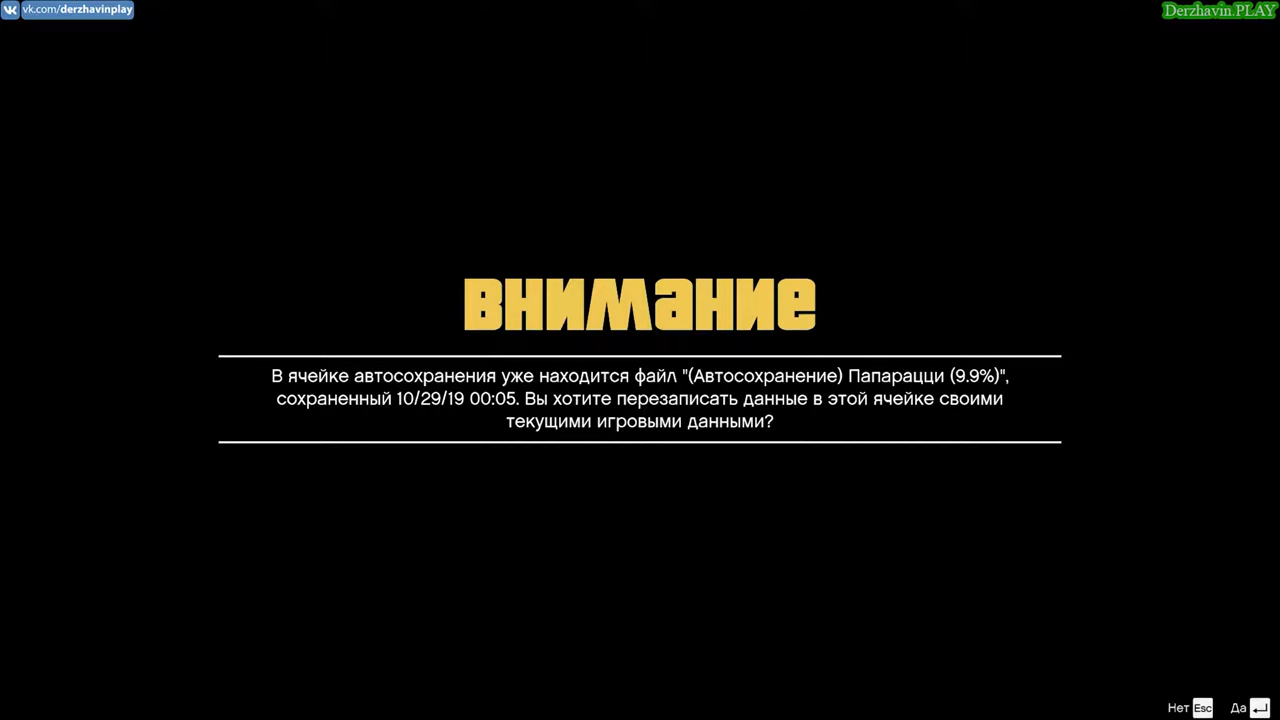 vk.com/derzhavinplay
Derzhavin.PLAY
внимание
В ячейке автосохранения уже находится файл "(Автосохранение) Папарацци (9.9%)",
сохраненный 10/29/19 00:05. Вы хотите перезаписать данные в этой ячейке своими
текущими игровыми данными?
Нет Esc Да